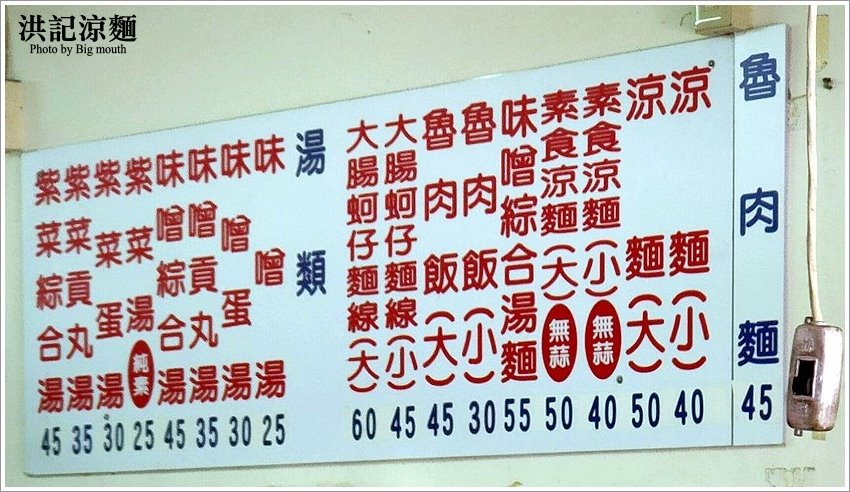 洪記涼麵
Photo by Big mouth
魯肉麵 45
涼麵(小) 40
涼麵(大) 50
素食涼麵(小)無蒜 40
素食涼麵(大)無蒜 50
味噌綜合湯麵 55
魯肉飯(小) 30
魯肉飯(大) 45
大腸蚵仔麵線(小) 45
大腸蚵仔麵線(大) 60
湯類
味噌湯 25
味噌蛋湯 30
味噌貢丸湯 35
味噌綜合湯 45
紫菜湯純素 25
紫菜蛋湯 30
紫菜貢丸湯 35
紫菜綜合湯 45